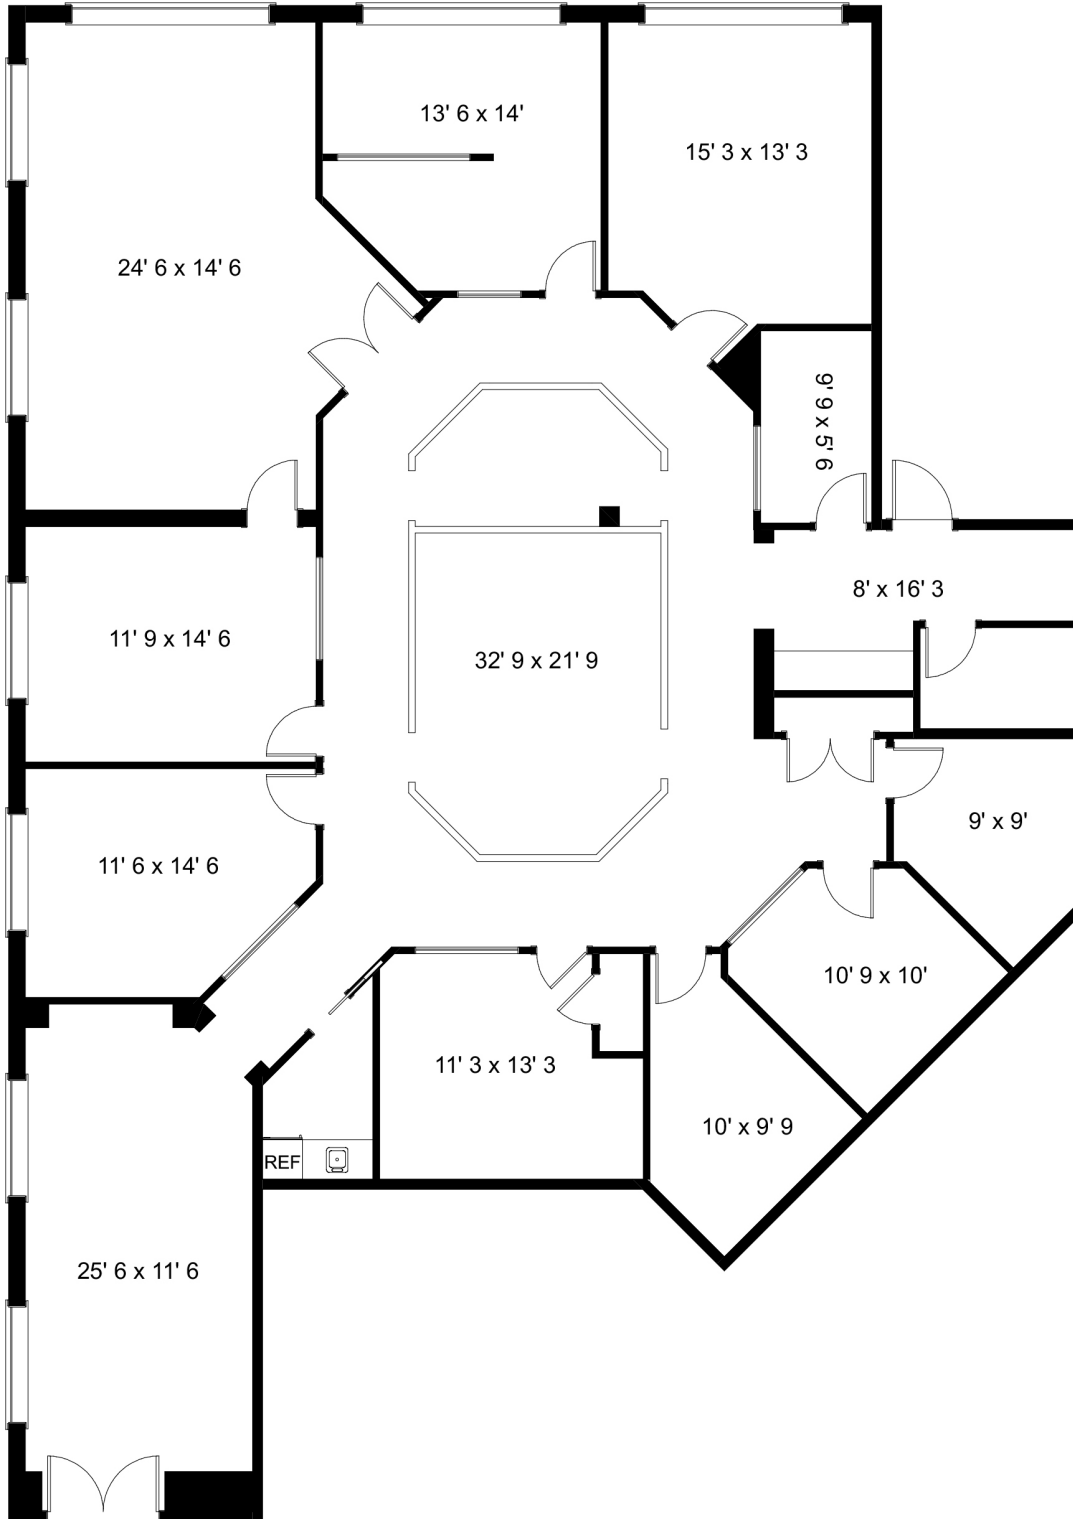 13' 6 x 14'
15' 3 x 13' 3
24' 6 x 14' 6
9' 9 x 5' 6
8' x 16' 3
11' 9 x 14' 6
32' 9 x 21' 9
9' x 9'
11' 6 x 14' 6
10' 9 x 10'
11' 3 x 13' 3
10' x 9' 9
REF
25' 6 x 11' 6